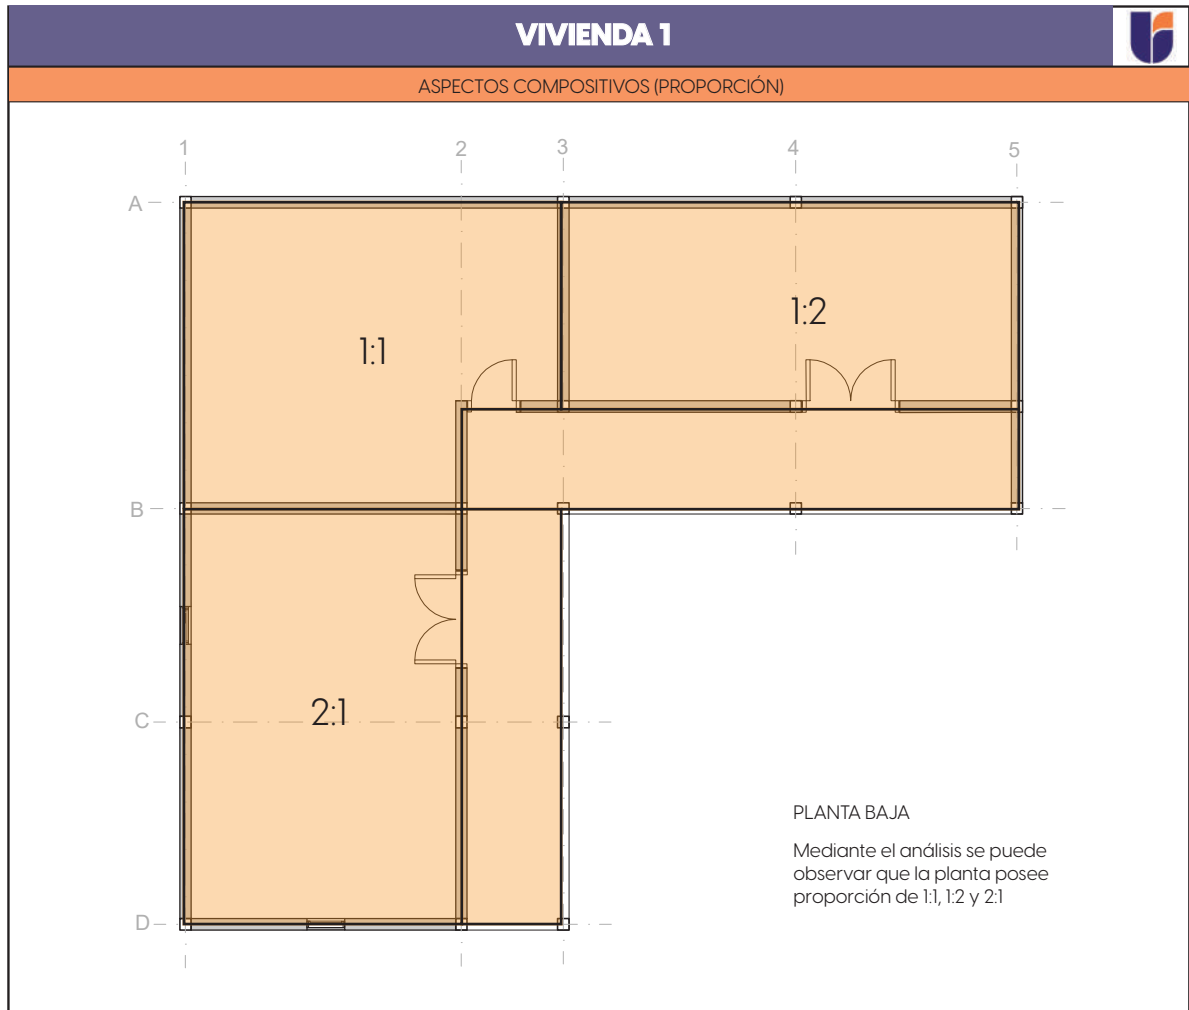 VIVIENDA 1
ASPECTOS COMPOSITIVOS (PROPORCIÓN)
1 2 3 4 5
A
1:2
1:1
B
2:1
C
PLANTA BAJA
Mediante el análisis se puede
observar que la planta posee
proporción de 1:1, 1:2 y 2:1
D